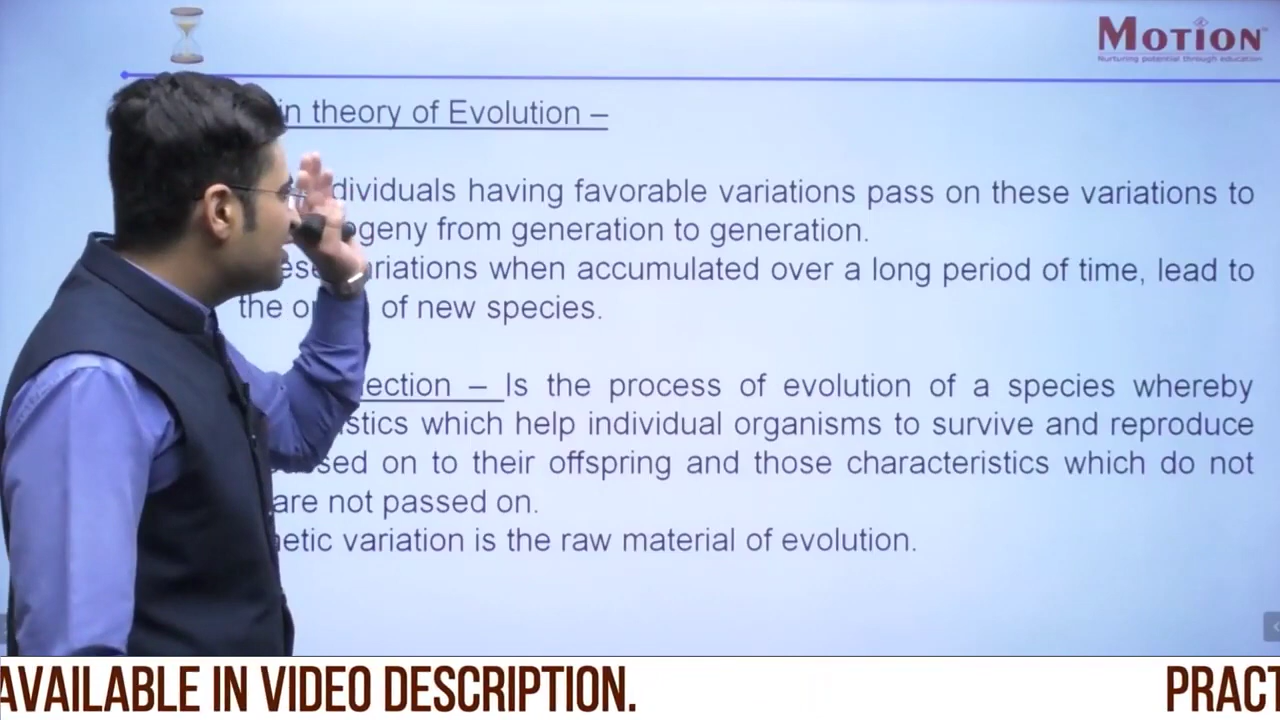 MOTION
Nurturing potential through education
in theory of Evolution –
dividuals having favorable variations pass on these variations to
ogeny from generation to generation.
ese ariations when accumulated over a long period of time, lead to
the o of new species.
lection – Is the process of evolution of a species whereby
stics which help individual organisms to survive and reproduce
ssed on to their offspring and those characteristics which do not
are not passed on.
netic variation is the raw material of evolution.
AVAILABLE IN VIDEO DESCRIPTION. PRACT